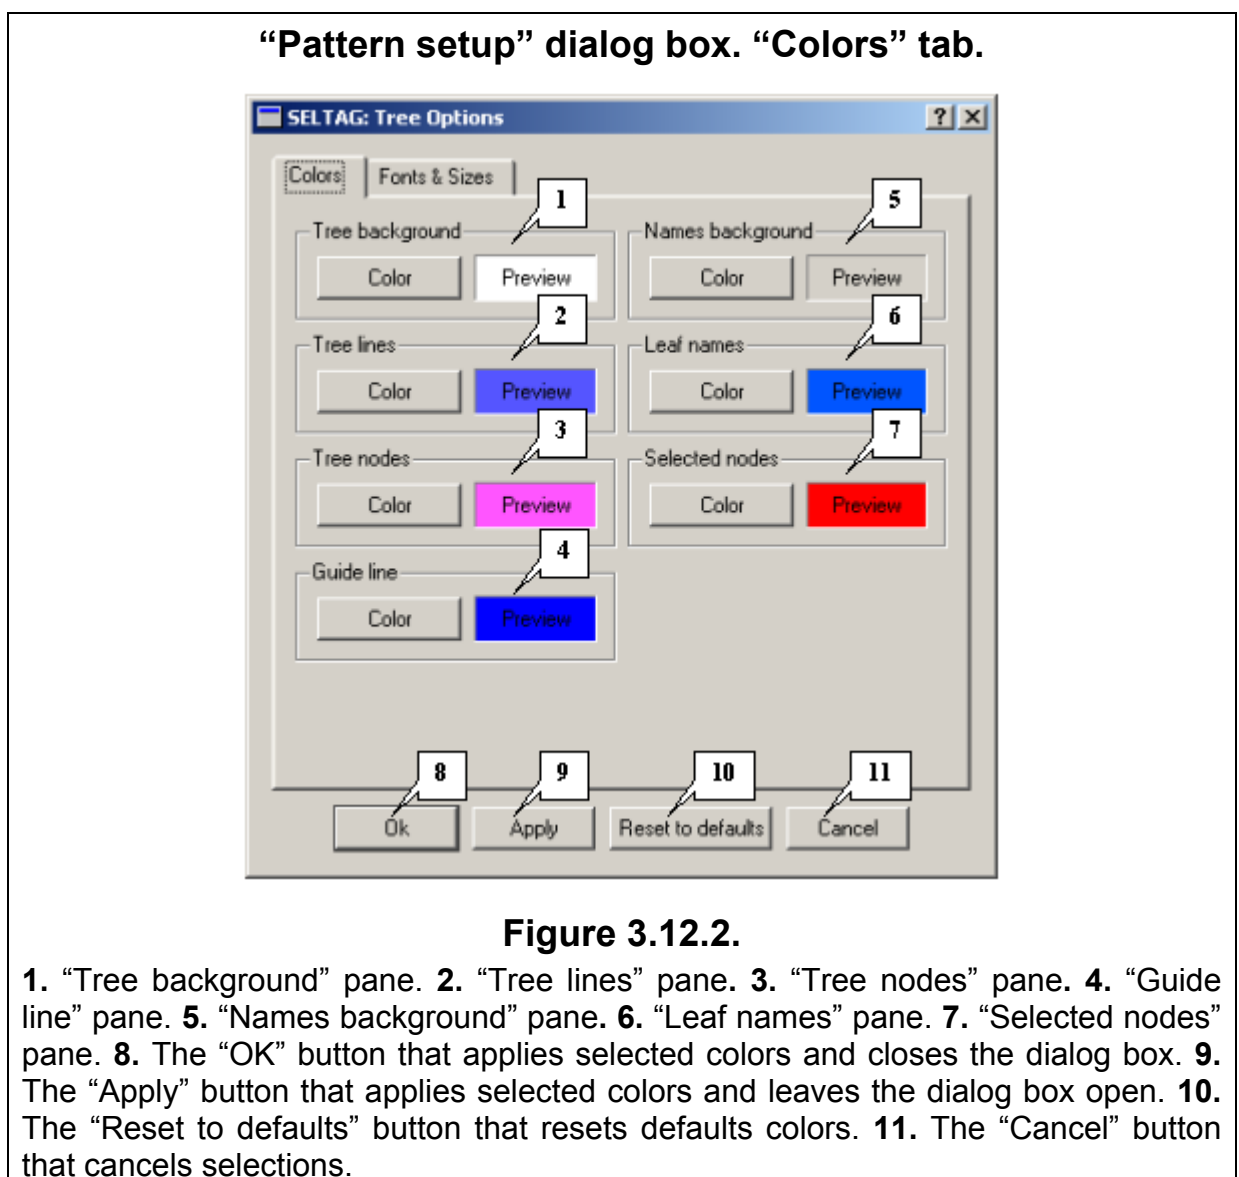 “Pattern setup” dialog box. “Colors” tab.
SELTAG: Tree Options
Colors Fonts & Sizes
1 5
Tree background Names background
Color Preview Color Preview
2 6
Tree lines Leaf names
Color Preview Color Preview
3 7
Tree nodes Selected nodes
Color Preview Color Preview
4
Guide line
Color Preview
8 9 10 11
Ok Apply Reset to defaults Cancel
Figure 3.12.2.
1. “Tree background” pane. 2. “Tree lines” pane. 3. “Tree nodes” pane. 4. “Guide
line” pane. 5. “Names background” pane. 6. “Leaf names” pane. 7. “Selected nodes”
pane. 8. The “OK” button that applies selected colors and closes the dialog box. 9.
The “Apply” button that applies selected colors and leaves the dialog box open. 10.
The “Reset to defaults” button that resets defaults colors. 11. The “Cancel” button
that cancels selections.